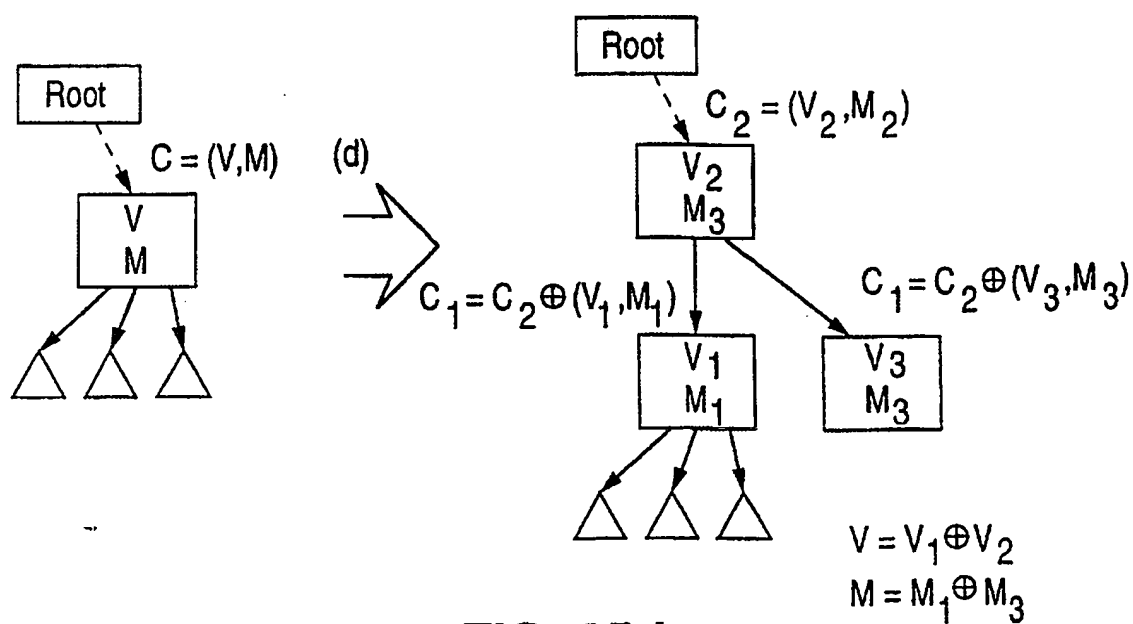 Root
C = (V,M)
V
M
(d)
Root
C₂ = (V₂,M₂)
V₂
M₃
C₁ = C₂ ⊕ (V₁,M₁)
C₁ = C₂ ⊕ (V₃,M₃)
V₁
M₁
V₃
M₃
V = V₁ ⊕ V₂
M = M₁ ⊕ M₃